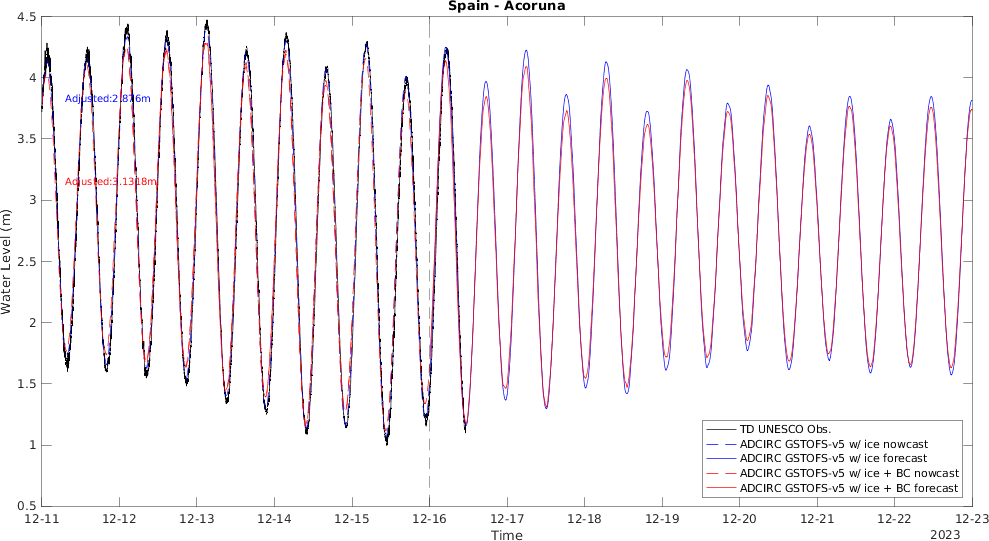 Spain - Acoruna
4.5
4
3.5
3
2.5
2
1.5
1
0.5
Water Level (m)
Adjusted:2.876m
Adjusted:3.1318m
TD UNESCO Obs.
ADCIRC GSTOFS-v5 w/ ice nowcast
ADCIRC GSTOFS-v5 w/ ice forecast
ADCIRC GSTOFS-v5 w/ ice + BC nowcast
ADCIRC GSTOFS-v5 w/ ice + BC forecast
12-11 12-12 12-13 12-14 12-15 12-16 12-17 12-18 12-19 12-20 12-21 12-22 12-23
Time
2023